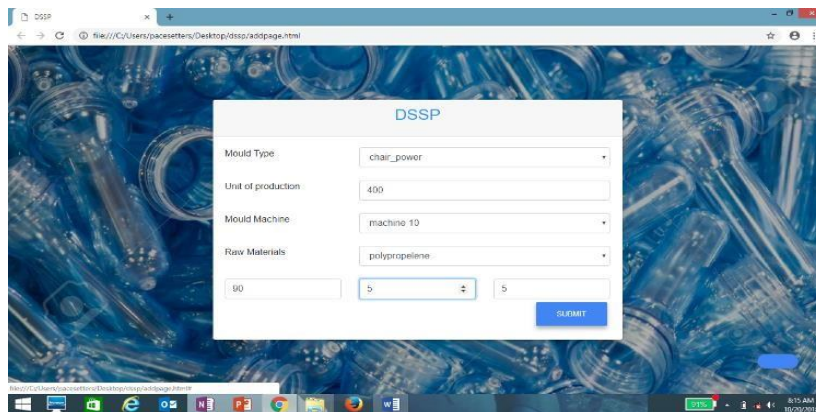 DSSP
file:///C:/Users/pacesetters/Desktop/dssp/addpage.html
DSSP
Mould Type
chair_power
Unit of production
400
Mould Machine
machine 10
Raw Materials
polypropelene
90 5 5
SUBMIT
file:///C:/Users/pacesetters/Desktop/dssp/addpage.html#
91%
8:15 AM